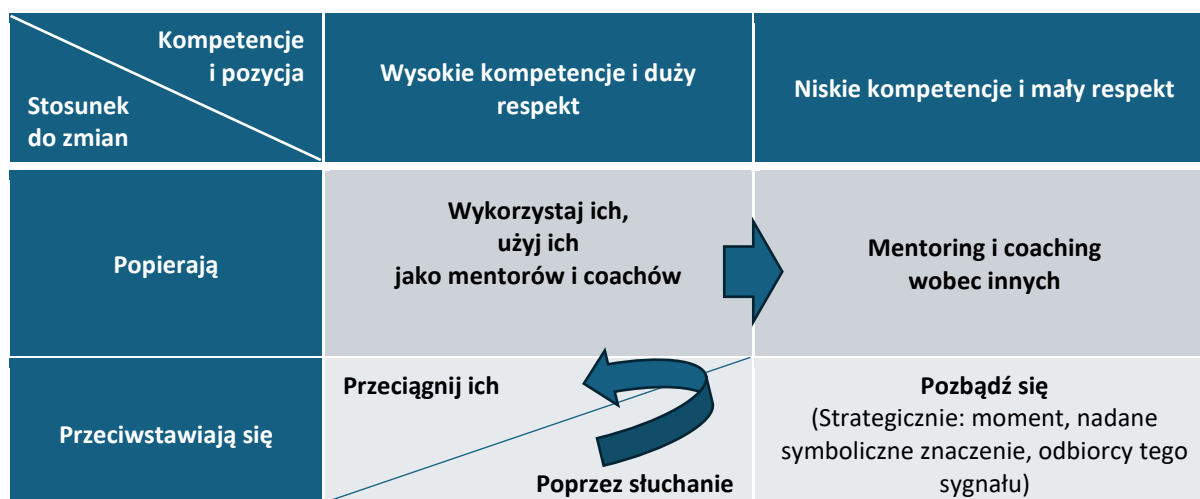 Kompetencje
i pozycja
Stosunek
do zmian
Wysokie kompetencje i duży
respekt
Niskie kompetencje i mały respekt
Popierają
Wykorzystaj ich,
użyj ich
jako mentorów i coachów
Mentoring i coaching
wobec innych
Przeciwstawiają się
Przeciągnij ich
Poprzez słuchanie
Pozbądź się
(Strategicznie: moment, nadane
symboliczne znaczenie, odbiorcy tego
sygnału)